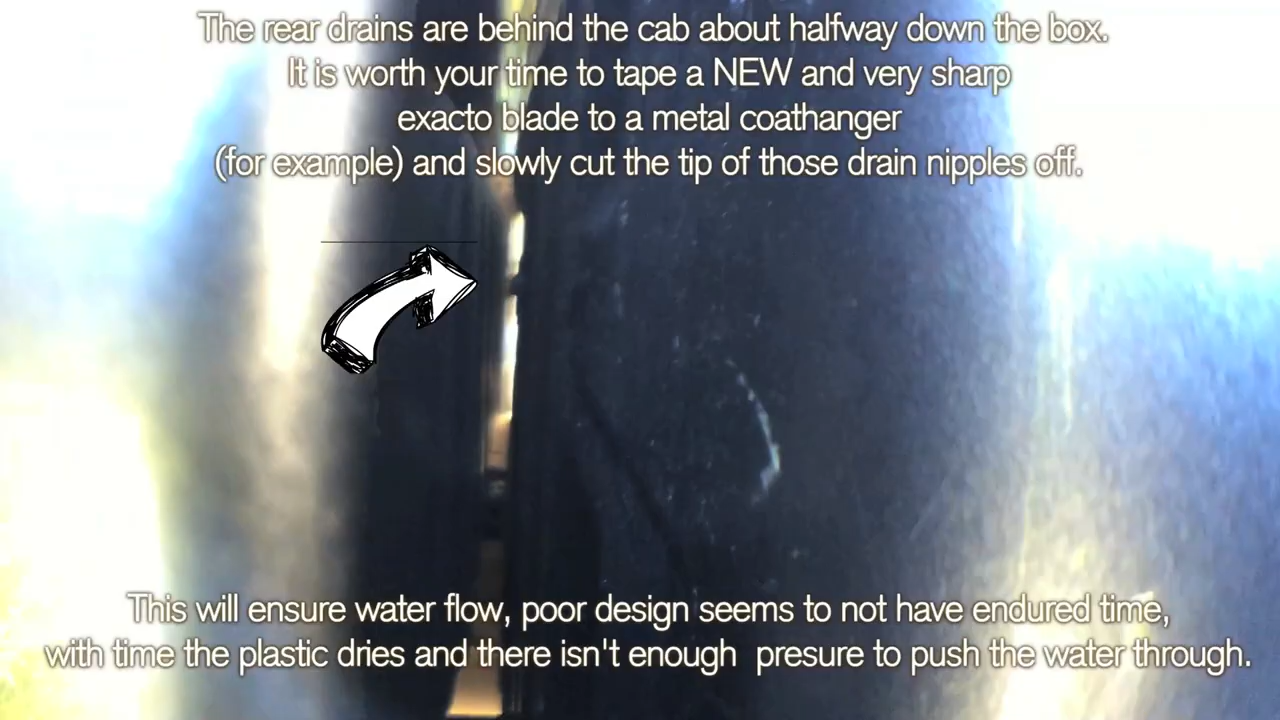 The rear drains are behind the cab about halfway down the box.
It is worth your time to tape a NEW and very sharp
exacto blade to a metal coathanger
(for example) and slowly cut the tip of those drain nipples off.
This will ensure water flow, poor design seems to not have endured time,
with time the plastic dries and there isn't enough presure to push the water through.